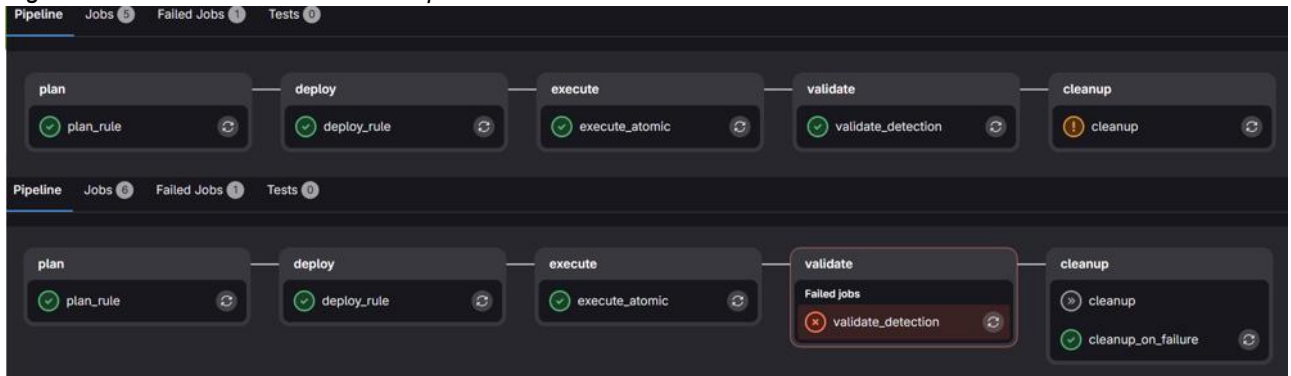 Pipeline Jobs 5 Failed Jobs 1 Tests 0
plan deploy execute validate cleanup
plan_rule deploy_rule execute_atomic validate_detection cleanup
Pipeline Jobs 6 Failed Jobs 1 Tests 0
plan deploy execute validate cleanup
Failed jobs
plan_rule deploy_rule execute_atomic validate_detection cleanup
cleanup_on_failure